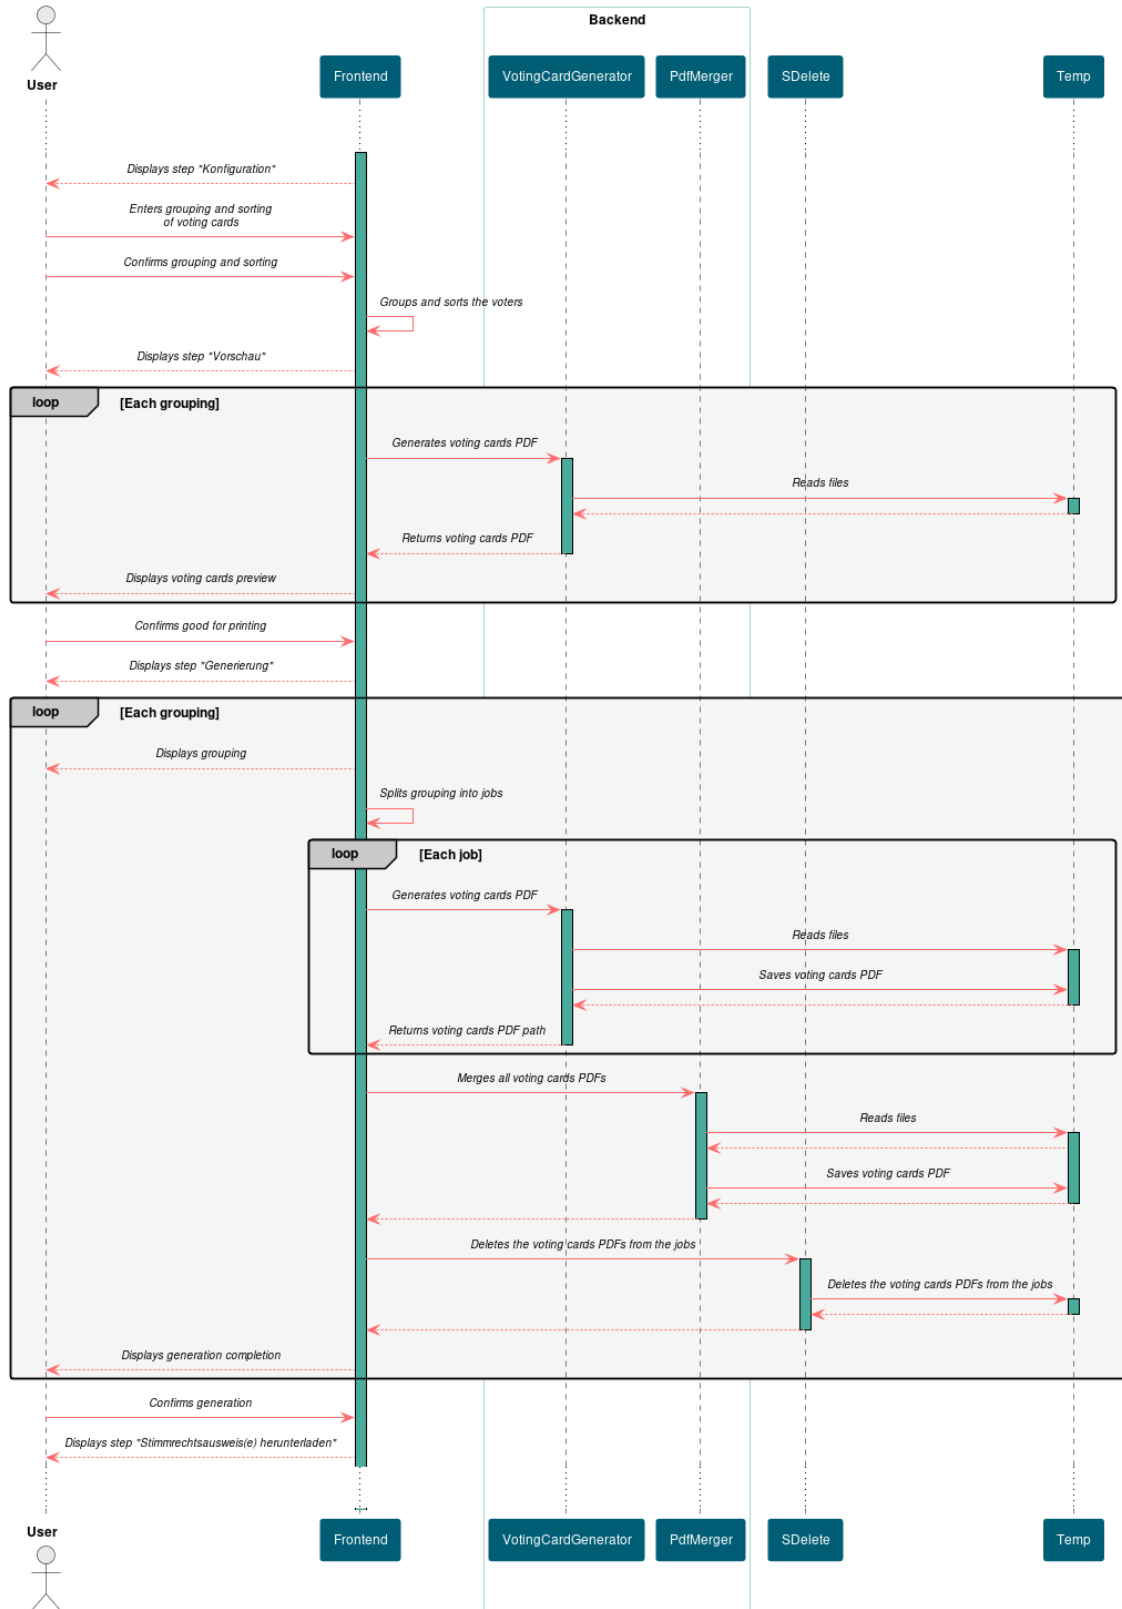 Backend
User
Frontend
VotingCardGenerator
PdfMerger
SDelete
Temp
Displays step "Konfiguration"
Enters grouping and sorting
of voting cards
Confirms grouping and sorting
Groups and sorts the voters
Displays step "Vorschau"
loop
[Each grouping]
Generates voting cards PDF
Reads files
Returns voting cards PDF
Displays voting cards preview
Confirms good for printing
Displays step "Generierung"
loop
[Each grouping]
Displays grouping
Splits grouping into jobs
loop
[Each job]
Generates voting cards PDF
Reads files
Saves voting cards PDF
Returns voting cards PDF path
Merges all voting cards PDFs
Reads files
Saves voting cards PDF
Deletes the voting cards PDFs from the jobs
Deletes the voting cards PDFs from the jobs
Displays generation completion
Confirms generation
Displays step "Stimmrechtsausweis(e) herunterladen"
User
Frontend
VotingCardGenerator
PdfMerger
SDelete
Temp